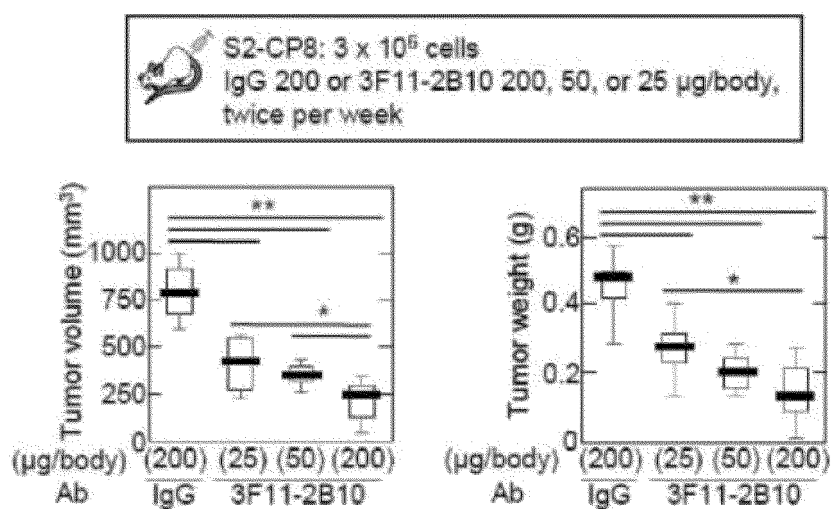 S2-CP8: 3 x 10⁶ cells
IgG 200 or 3F11-2B10 200, 50, or 25 μg/body,
twice per week
Tumor volume (mm³)
1000
750
500
250
0
**
*
(μg/body) (200) (25) (50) (200)
Ab IgG 3F11-2B10
Tumor weight (g)
0.6
0.4
0.2
0
**
*
(μg/body) (200) (25) (50) (200)
Ab IgG 3F11-2B10